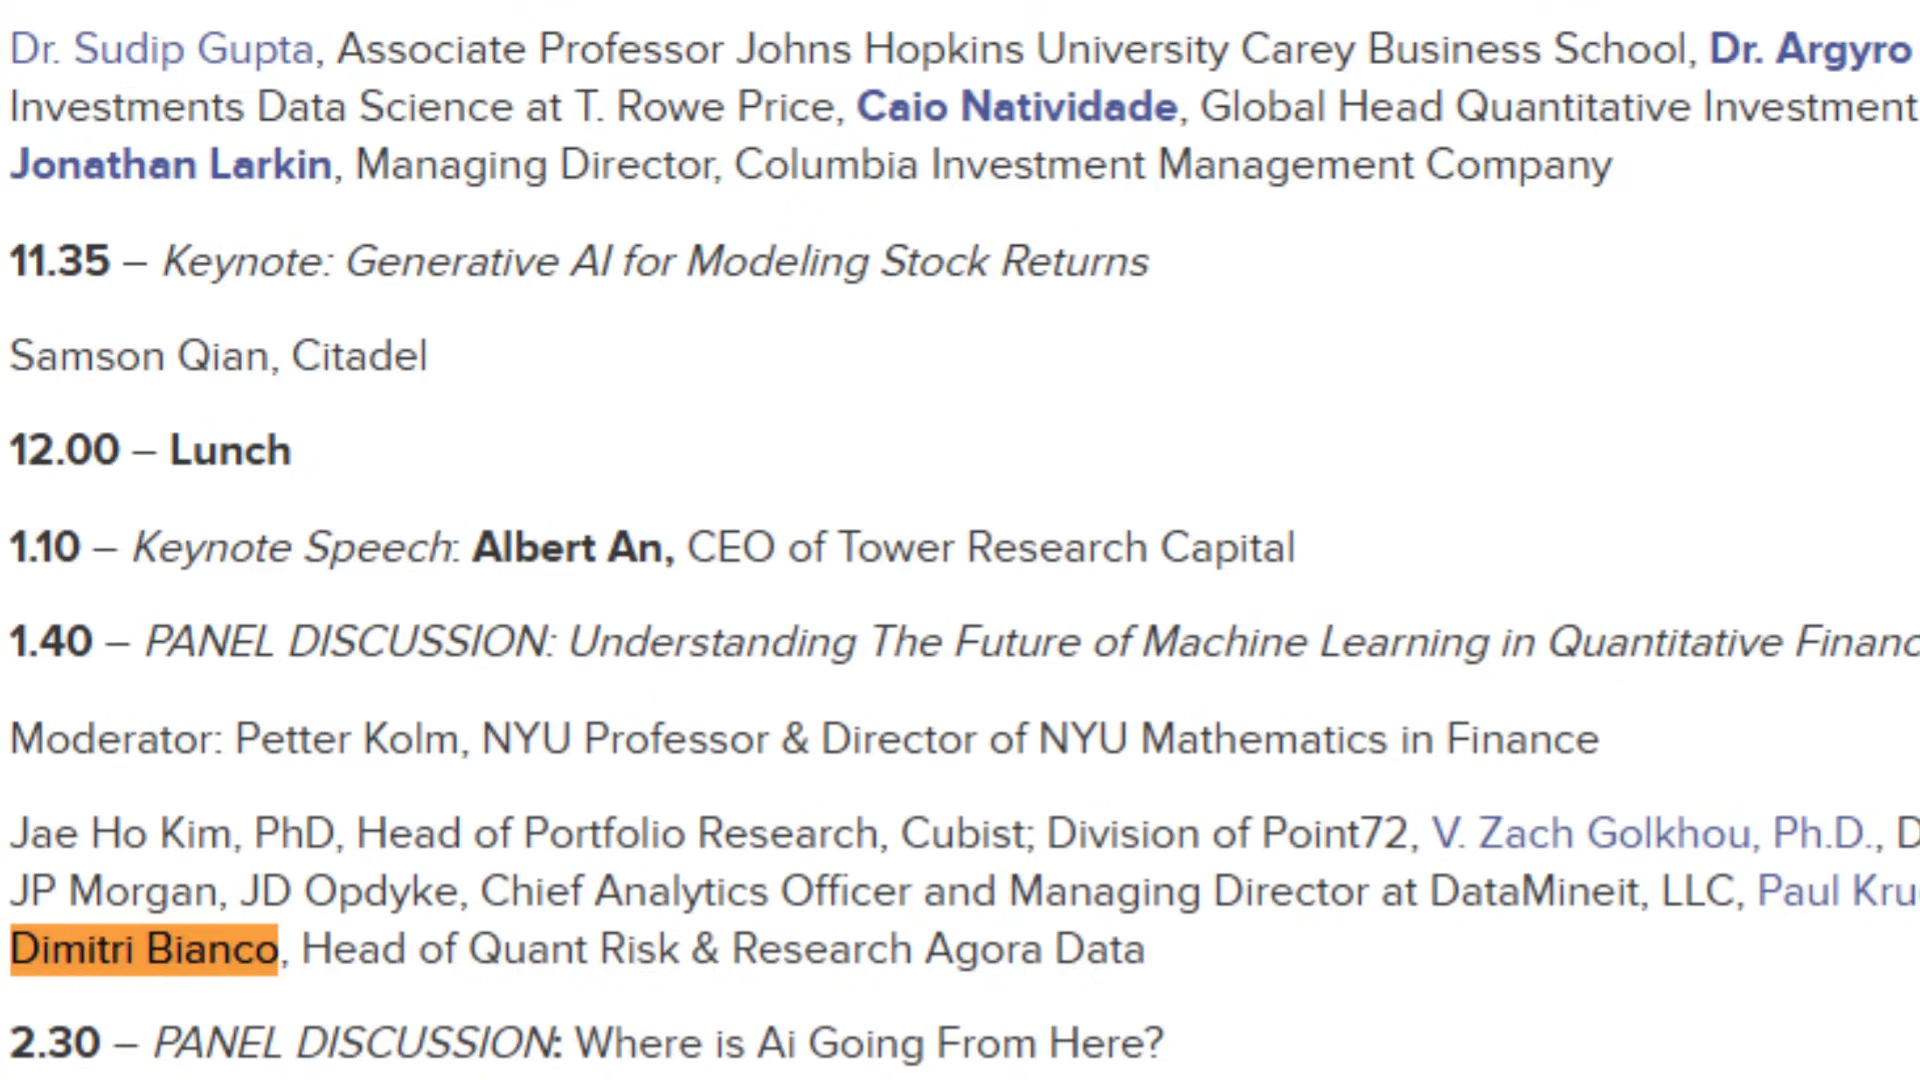 Dr. Sudip Gupta, Associate Professor Johns Hopkins University Carey Business School, Dr. Argyro
Investments Data Science at T. Rowe Price, Caio Natividade, Global Head Quantitative Investment
Jonathan Larkin, Managing Director, Columbia Investment Management Company
11.35 – Keynote: Generative AI for Modeling Stock Returns
Samson Qian, Citadel
12.00 – Lunch
1.10 – Keynote Speech: Albert An, CEO of Tower Research Capital
1.40 – PANEL DISCUSSION: Understanding The Future of Machine Learning in Quantitative Financ
Moderator: Petter Kolm, NYU Professor & Director of NYU Mathematics in Finance
Jae Ho Kim, PhD, Head of Portfolio Research, Cubist; Division of Point72, V. Zach Golkhou, Ph.D., D
JP Morgan, JD Opdyke, Chief Analytics Officer and Managing Director at DataMineit, LLC, Paul Kru
Dimitri Bianco, Head of Quant Risk & Research Agora Data
2.30 – PANEL DISCUSSION: Where is Ai Going From Here?